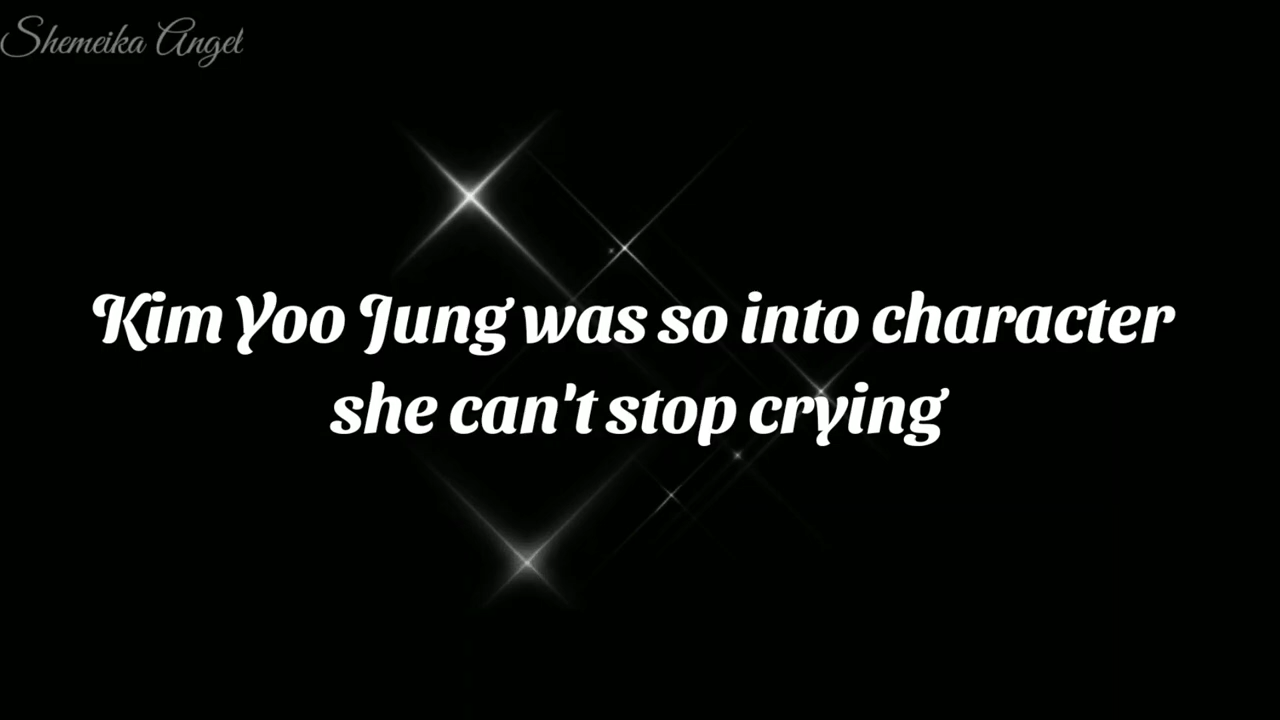 Shemeika Angel
Kim Yoo Jung was so into character
she can't stop crying